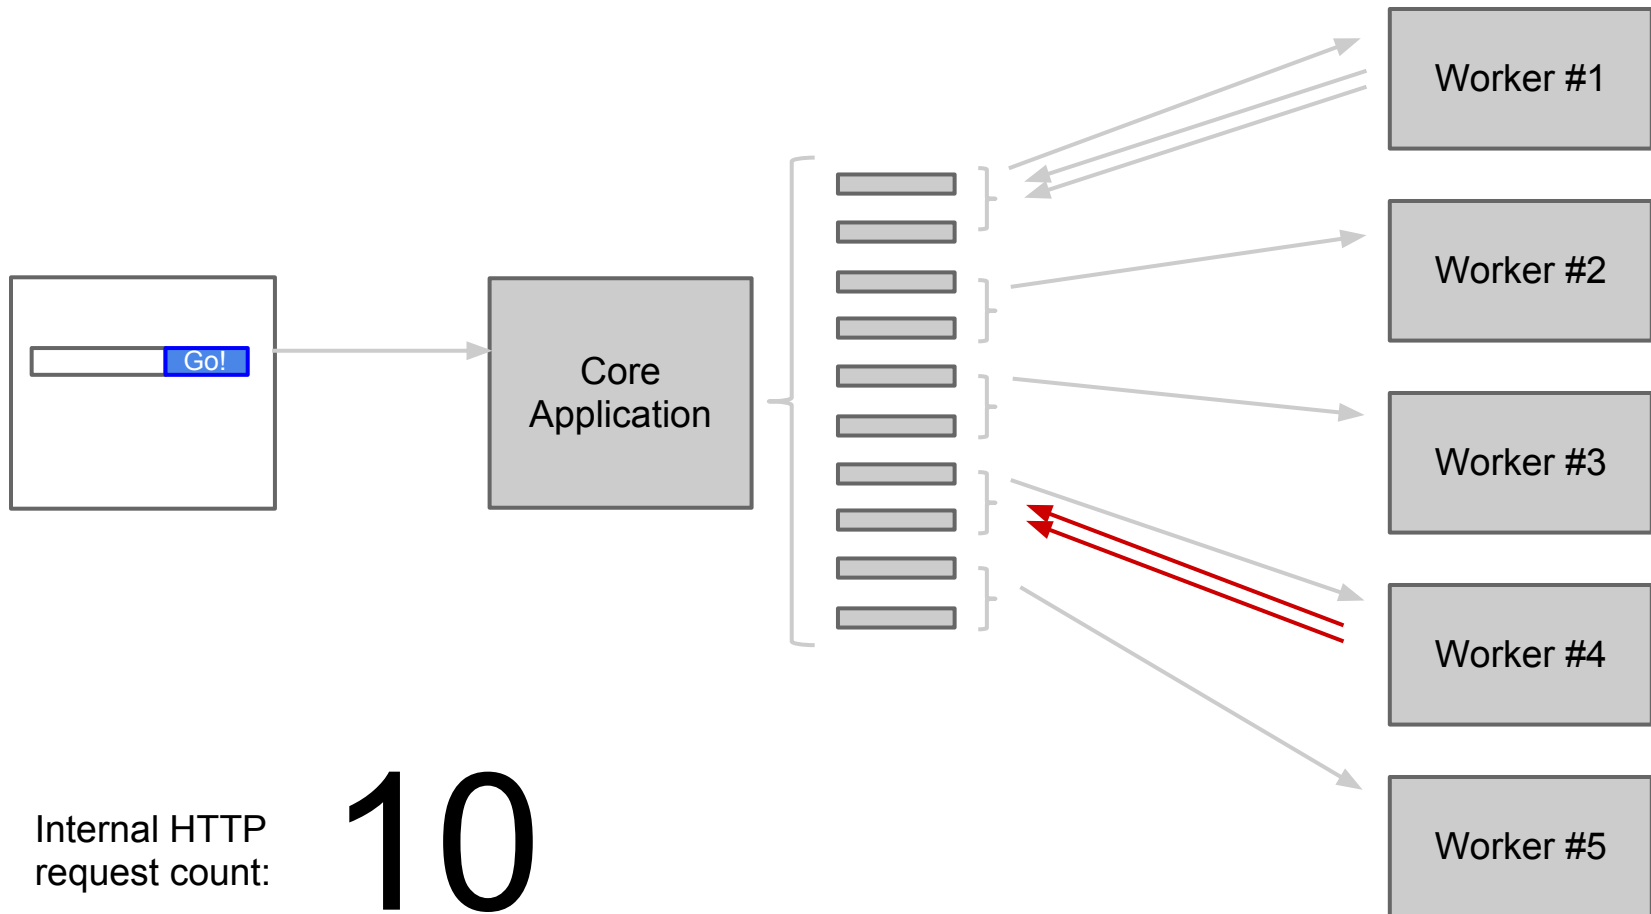 Go!
Core
Application
Worker #1
Worker #2
Worker #3
Worker #4
Worker #5
Internal HTTP
request count:
10